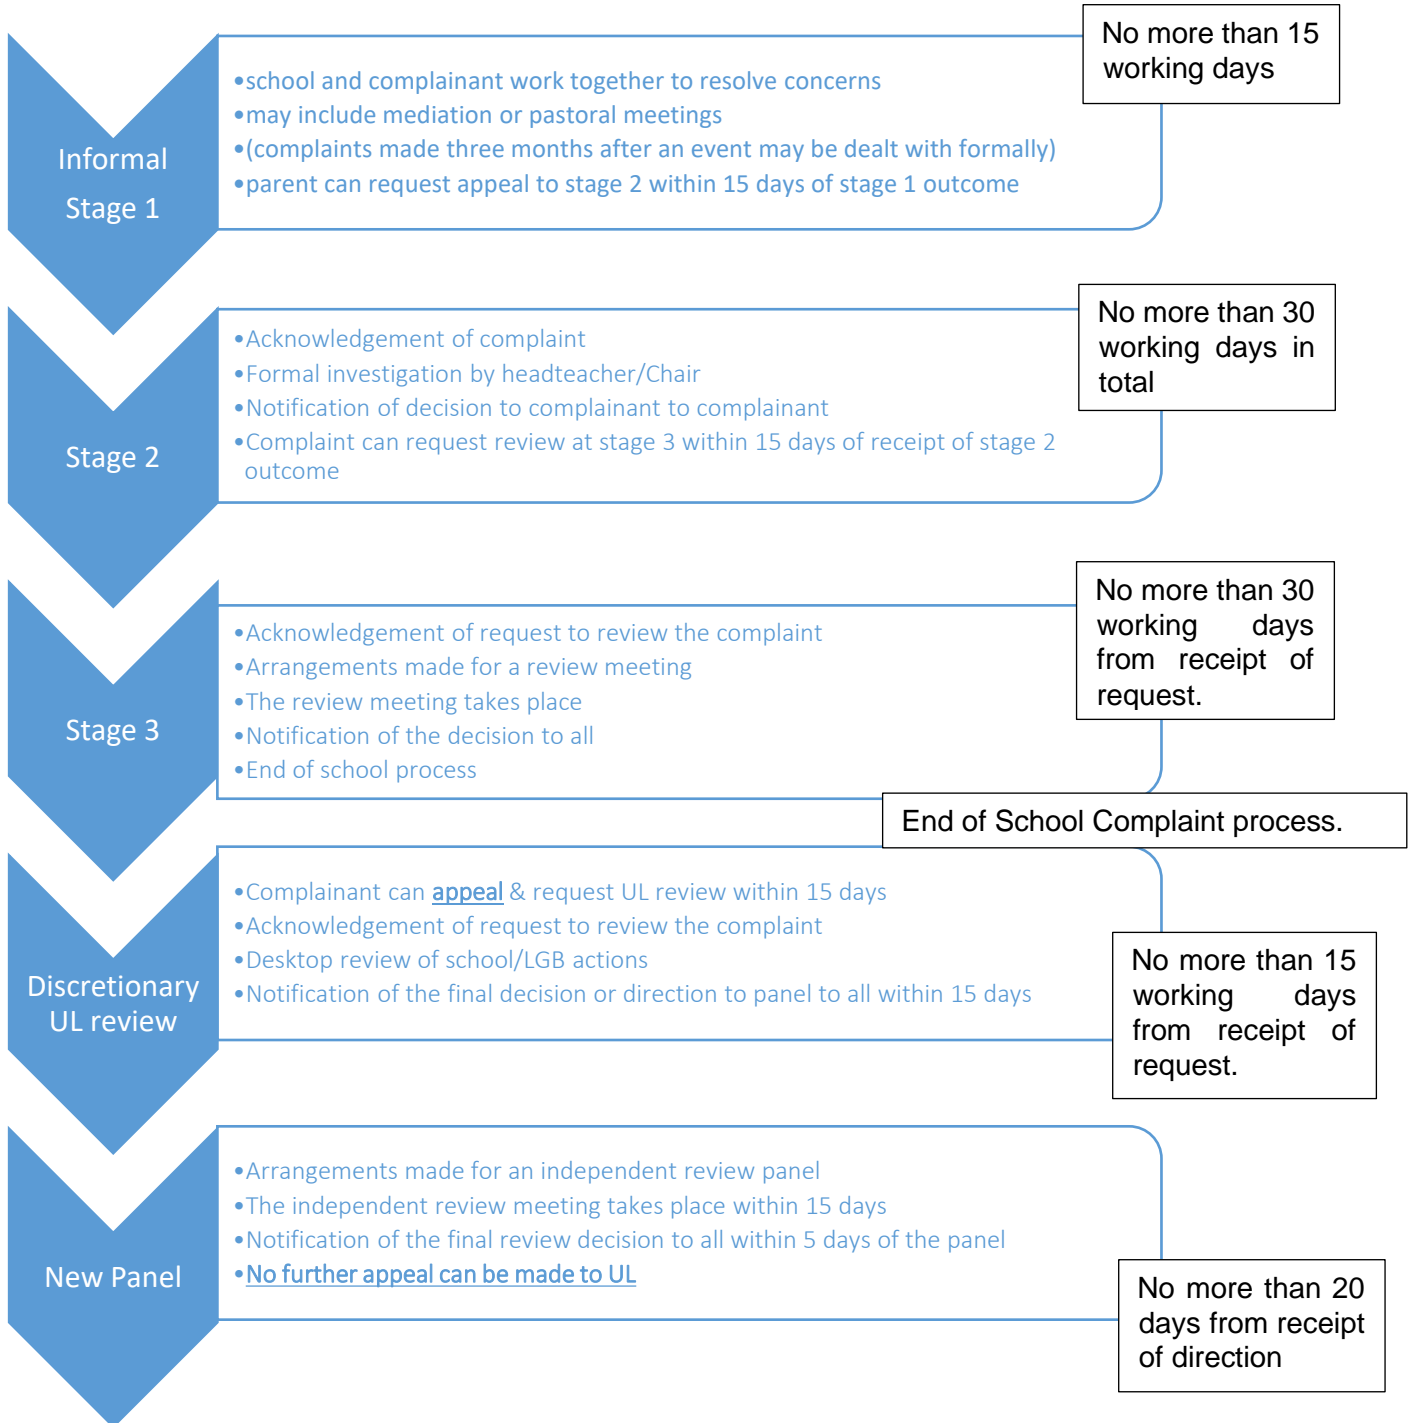 No more than 15
working days
Informal
Stage 1
•school and complainant work together to resolve concerns
•may include mediation or pastoral meetings
•(complaints made three months after an event may be dealt with formally)
•parent can request appeal to stage 2 within 15 days of stage 1 outcome
No more than 30
working days in
total
Stage 2
•Acknowledgement of complaint
•Formal investigation by headteacher/Chair
•Notification of decision to complainant to complainant
•Complaint can request review at stage 3 within 15 days of receipt of stage 2
outcome
No more than 30
working days
from receipt of
request.
Stage 3
•Acknowledgement of request to review the complaint
•Arrangements made for a review meeting
•The review meeting takes place
•Notification of the decision to all
•End of school process
End of School Complaint process.
Discretionary
UL review
•Complainant can appeal & request UL review within 15 days
•Acknowledgement of request to review the complaint
•Desktop review of school/LGB actions
•Notification of the final decision or direction to panel to all within 15 days
No more than 15
working days
from receipt of
request.
New Panel
•Arrangements made for an independent review panel
•The independent review meeting takes place within 15 days
•Notification of the final review decision to all within 5 days of the panel
•No further appeal can be made to UL
No more than 20
days from receipt
of direction